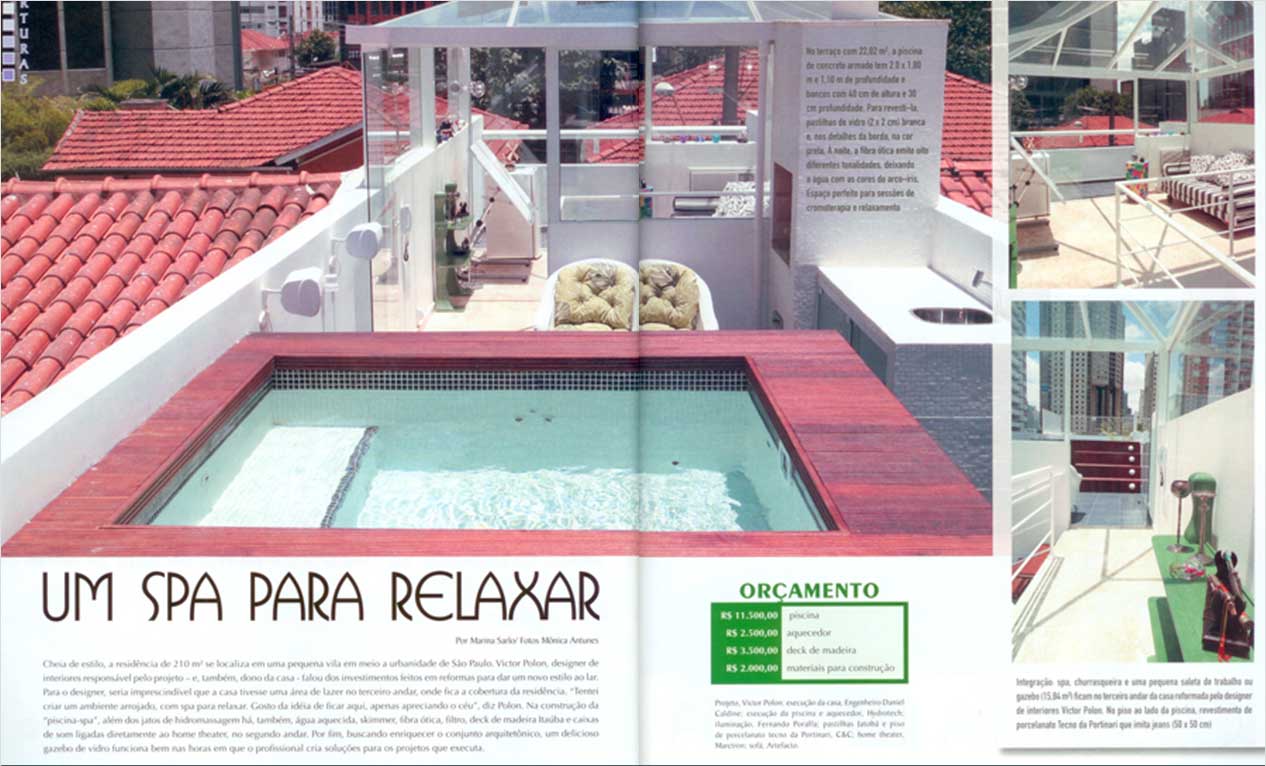 TURAS
No terraço com 22,02 m², a piscina
de concreto armado tem 2.0 x 1,80
m e 1,10 m de profundidade e
bancos com 40 cm de altura e 30
cm profundidade. Para revesti-la,
pastilhas de vidro (2 x 2 cm) branca
e, nos detalhes da borda, na cor
preta. À noite, a fibra ótica emite oito
diferentes tonalidades, deixando
a água com as cores do arco-íris.
Espaço perfeito para sessões de
cromoterapia e relaxamento
UM SPA PARA RELAXAR
Por Marina Sarlo/ Fotos Mônica Antunes
Cheia de estilo, a residência de 210 m² se localiza em uma pequena vila em meio a urbanidade de São Paulo. Victor Polon, designer de
interiores responsável pelo projeto – e, também, dono da casa - falou dos investimentos feitos em reformas para dar um novo estilo ao lar.
Para o designer, seria imprescindível que a casa tivesse uma área de lazer no terceiro andar, onde fica a cobertura da residência. "Tentei
criar um ambiente arrojado, com spa para relaxar. Gosto da idéia de ficar aqui, apenas apreciando o céu", diz Polon. Na construção da
"piscina-spa", além dos jatos de hidromassagem há, também, água aquecida, skimmer, fibra ótica, filtro, deck de madeira Itaúba e caixas
de som ligadas diretamente ao home theater, no segundo andar. Por fim, buscando enriquecer o conjunto arquitetônico, um delicioso
gazebo de vidro funciona bem nas horas em que o profissional cria soluções para os projetos que executa.
ORÇAMENTO
R$ 11.500,00 piscina
R$ 2.500,00 aquecedor
R$ 3.500,00 deck de madeira
R$ 2.000,00 materiais para construção
Projeto, Victor Polon; execução da casa, Engenheiro Daniel
Caldine; execução da piscina e aquecedor, Hydrotech;
iluminação, Fernando Poralfa; pastilhas Jatobá e piso
de porcelanato tecno da Portinari, C&C; home theater,
Marcivon; sofá, Artefacto.
Integração: spa, churrasqueira e uma pequena saleta de trabalho ou
gazebo (15,84 m²) ficam no terceiro andar da casa reformada pela designer
de interiores Victor Polon. No piso ao lado da piscina, revestimento de
porcelanato Tecno da Portinari que imita jeans (50 x 50 cm)